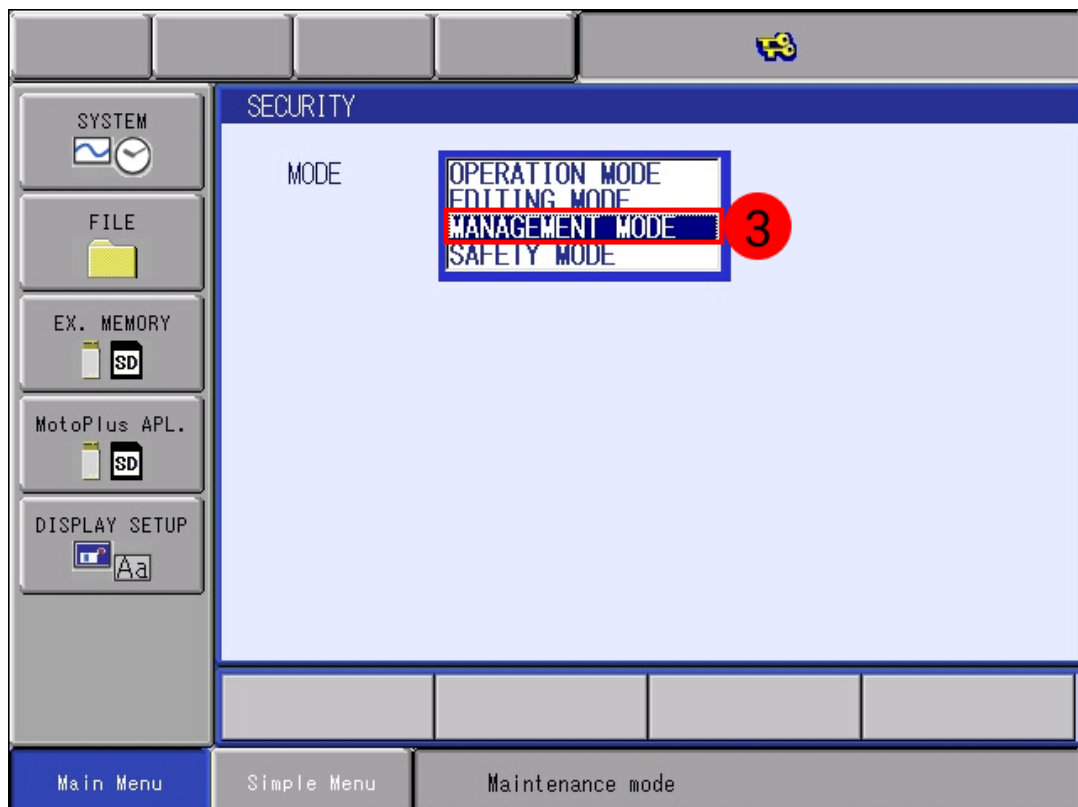 SYSTEM
FILE
EX. MEMORY
SD
MotoPlus APL.
SD
DISPLAY SETUP
Aa
SECURITY
MODE
OPERATION MODE
EDITING MODE
MANAGEMENT MODE
SAFETY MODE
3
Main Menu
Simple Menu
Maintenance mode